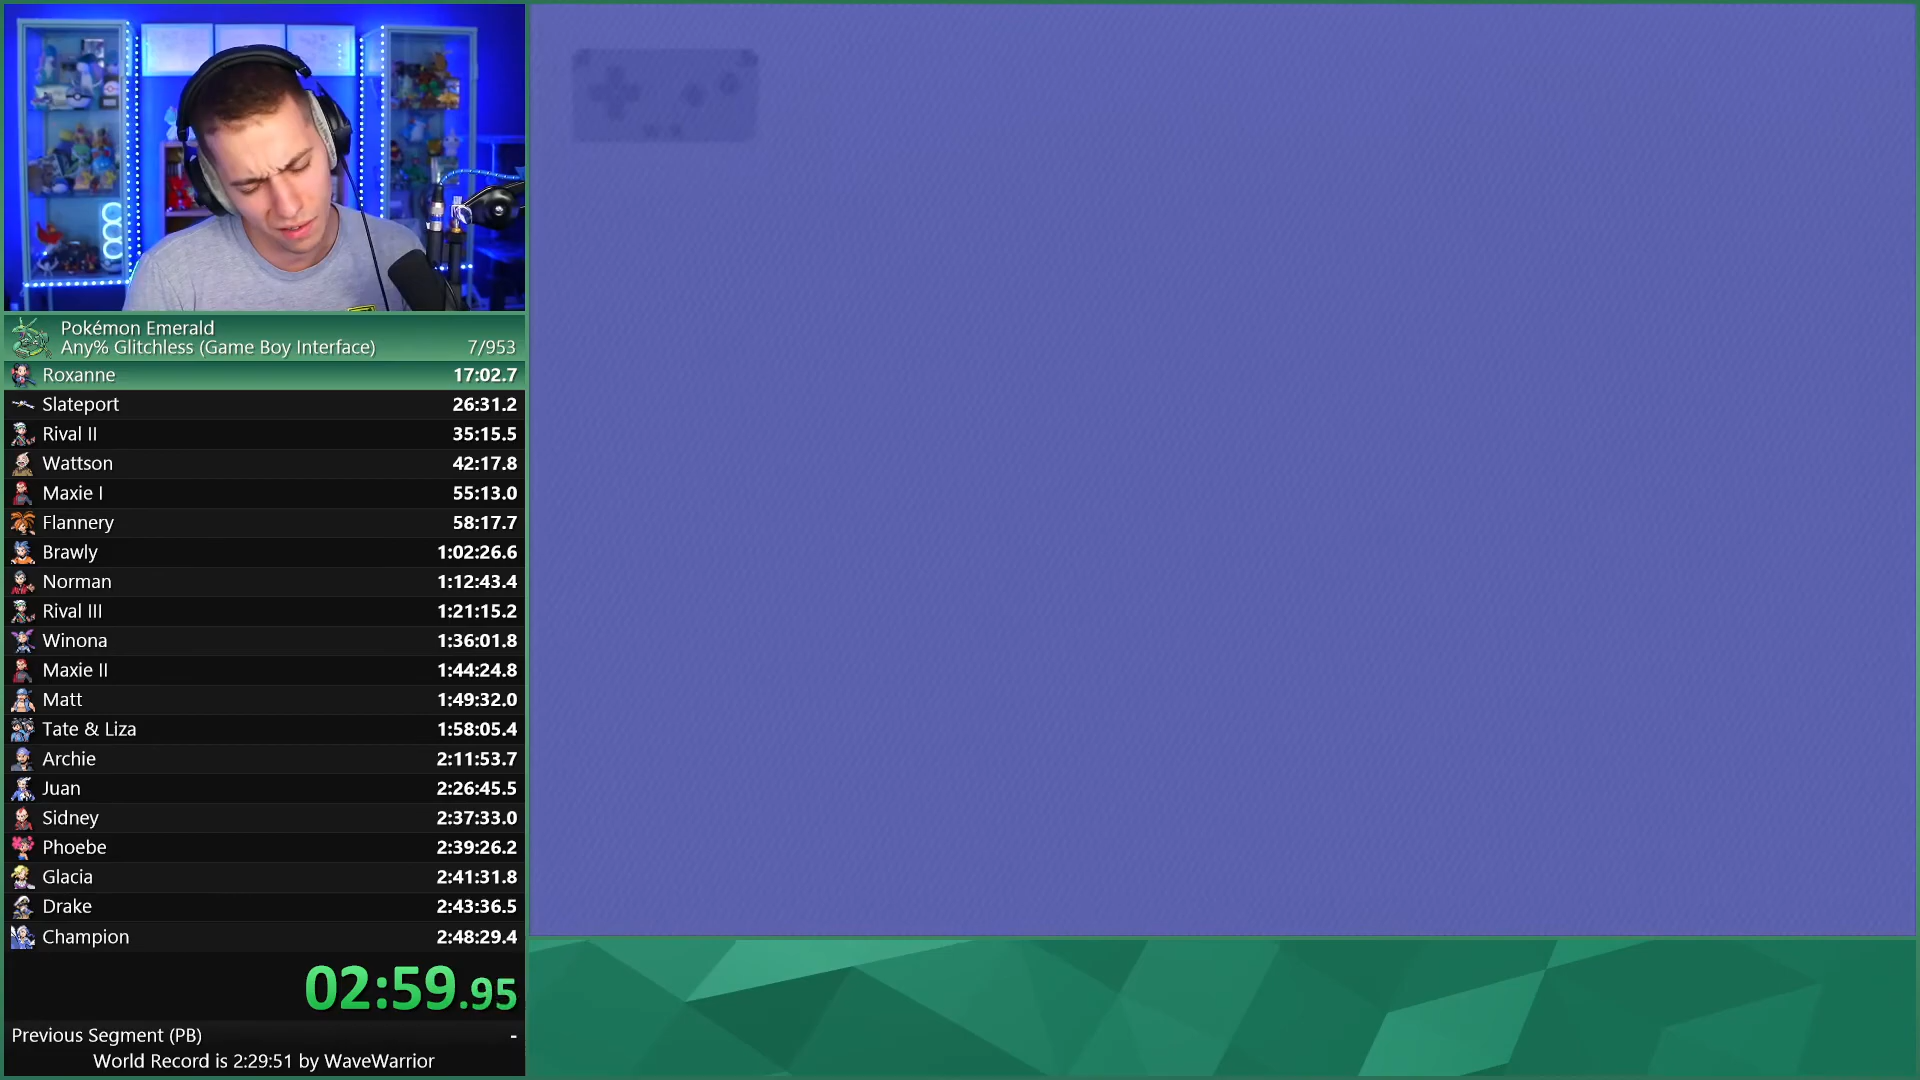 Pokémon Emerald
Any% Glitchless (Game Boy Interface) 7/953
Roxanne 17:02.7
Slateport 26:31.2
Rival II 35:15.5
Wattson 42:17.8
Maxie I 55:13.0
Flannery 58:17.7
Brawly 1:02:26.6
Norman 1:12:43.4
Rival III 1:21:15.2
Winona 1:36:01.8
Maxie II 1:44:24.8
Matt 1:49:32.0
Tate & Liza 1:58:05.4
Archie 2:11:53.7
Juan 2:26:45.5
Sidney 2:37:33.0
Phoebe 2:39:26.2
Glacia 2:41:31.8
Drake 2:43:36.5
Champion 2:48:29.4
02:59.95
Previous Segment (PB) -
World Record is 2:29:51 by WaveWarrior